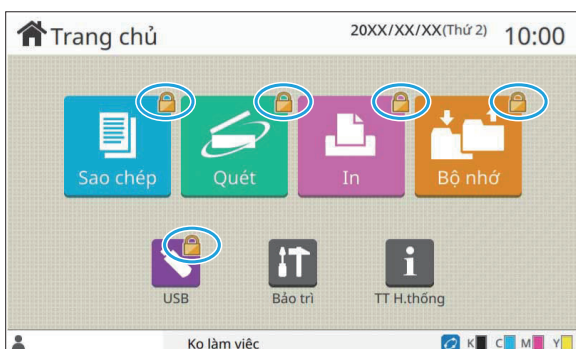 Trang chủ
20XX/XX/XX(Thứ 2) 10:00
Sao chép Quét In Bộ nhớ
USB Bảo trì TT H.thống
Ko làm việc K C M Y